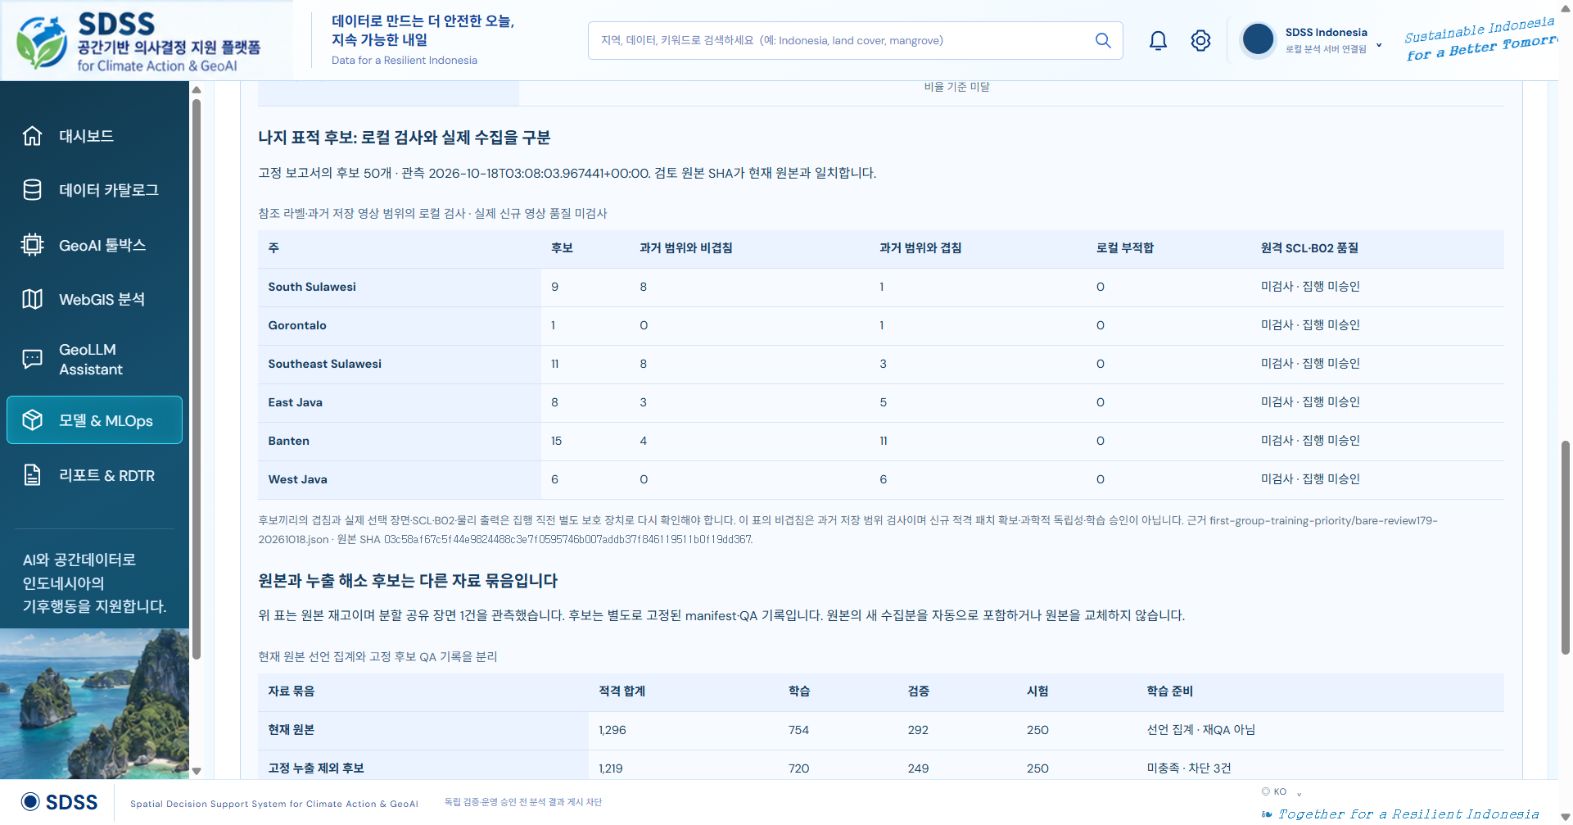 SDSS
공간기반 의사결정 지원 플랫폼
for Climate Action & GeoAI
데이터로 만드는 더 안전한 오늘,
지속 가능한 내일
Data for a Resilient Indonesia
지역, 데이터, 키워드로 검색하세요 (예: Indonesia, land cover, mangrove)
SDSS Indonesia
로컬 분석 서버 연결됨
Sustainable Indonesia
for a Better Tomorr
대시보드
데이터 카탈로그
GeoAI 툴박스
WebGIS 분석
GeoLLM
Assistant
모델 & MLOps
리포트 & RDTR
AI와 공간데이터로
인도네시아의
기후행동을 지원합니다.
비율 기준 미달
나지 표적 후보: 로컬 검사와 실제 수집을 구분
고정 보고서의 후보 50개 · 관측 2026-10-18T03:08:03.967441+00:00. 검토 원본 SHA가 현재 원본과 일치합니다.
참조 라벨·과거 저장 영상 범위의 로컬 검사 · 실제 신규 영상 품질 미검사
주 후보 과거 범위와 비겹침 과거 범위와 겹침 로컬 부적합 원격 SCL·B02 품질
South Sulawesi 9 8 1 0 미검사 · 집행 미승인
Gorontalo 1 0 1 0 미검사 · 집행 미승인
Southeast Sulawesi 11 8 3 0 미검사 · 집행 미승인
East Java 8 3 5 0 미검사 · 집행 미승인
Banten 15 4 11 0 미검사 · 집행 미승인
West Java 6 0 6 0 미검사 · 집행 미승인
후보끼리의 겹침과 실제 선택 장면·SCL·B02·물리 출력은 집행 직전 별도 보호 장치로 다시 확인해야 합니다. 이 표의 비겹침은 과거 저장 범위 검사이며 신규 적격 패치 확보·과학적 독립성·학습 승인이 아닙니다. 근거 first-group-training-priority/bare-review179-
20261018.json · 원본 SHA 03c58af67c5f44e9824488c3e7f0595746b007addb37f846119511b0f19dd367.
원본과 누출 해소 후보는 다른 자료 묶음입니다
위 표는 원본 재고이며 분할 공유 장면 1건을 관측했습니다. 후보는 별도로 고정된 manifest·QA 기록입니다. 원본의 새 수집분을 자동으로 포함하거나 원본을 교체하지 않습니다.
현재 원본 선언 집계와 고정 후보 QA 기록을 분리
자료 묶음 적격 합계 학습 검증 시험 학습 준비
현재 원본 1,296 754 292 250 선언 집계 · 재QA 아님
고정 누출 제외 후보 1,219 720 249 250 미충족 · 차단 3건
SDSS
Spatial Decision Support System for Climate Action & GeoAI
독립 검증·운영 승인 전 분석 결과 게시 차단
KO
Together for a Resilient Indonesia